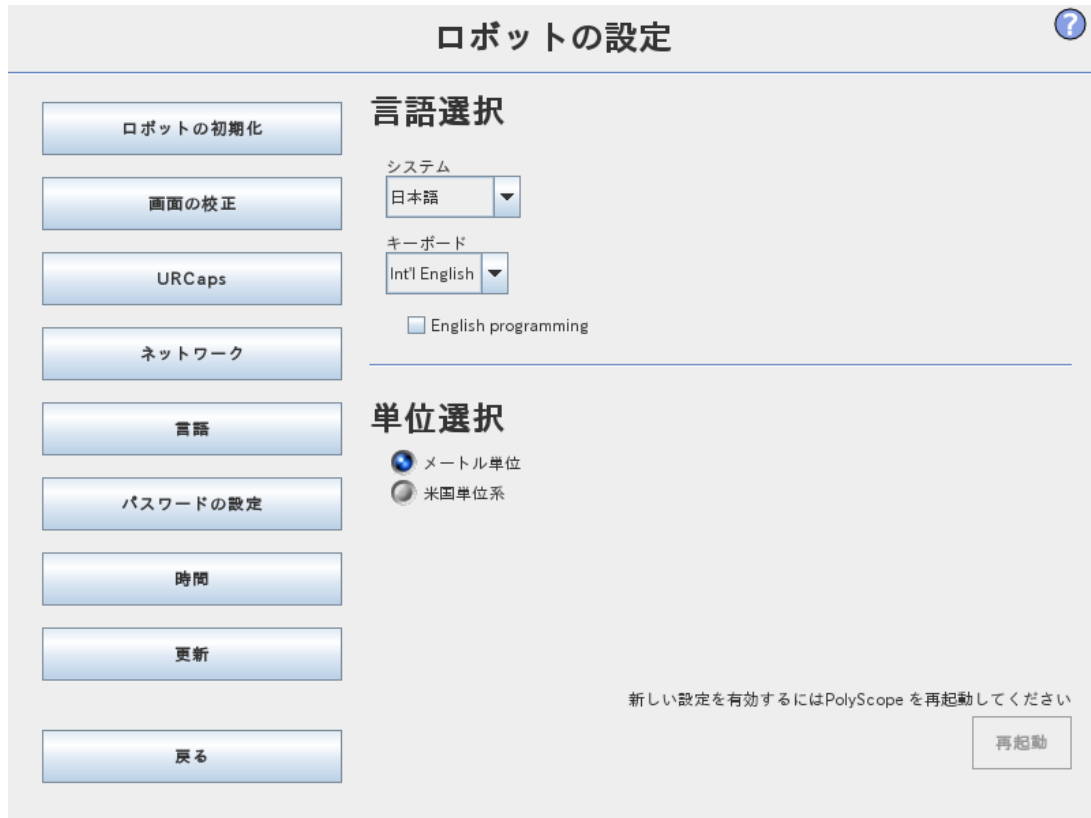 ロボットの設定
?
ロボットの初期化
画面の校正
URCaps
ネットワーク
言語
パスワードの設定
時間
更新
戻る
言語選択
システム
日本語
キーボード
Int'l English
English programming
単位選択
メートル単位
米国単位系
新しい設定を有効するにはPolyScope を再起動してください
再起動